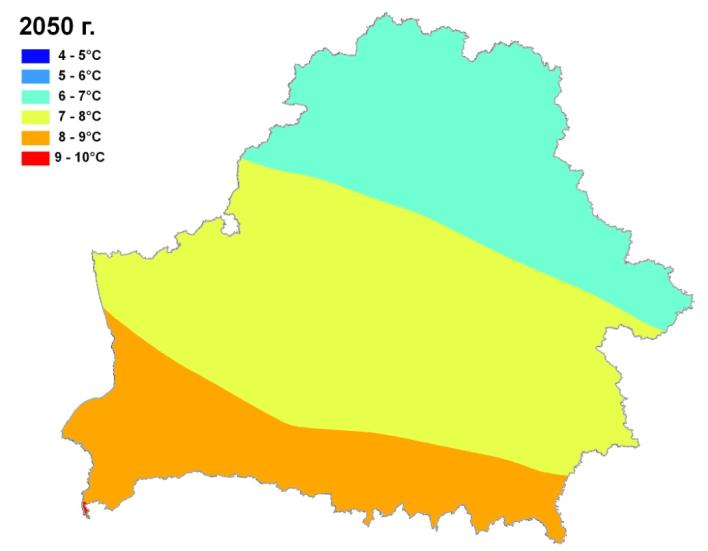 2050 г.
4 - 5°C
5 - 6°C
6 - 7°C
7 - 8°C
8 - 9°C
9 - 10°C